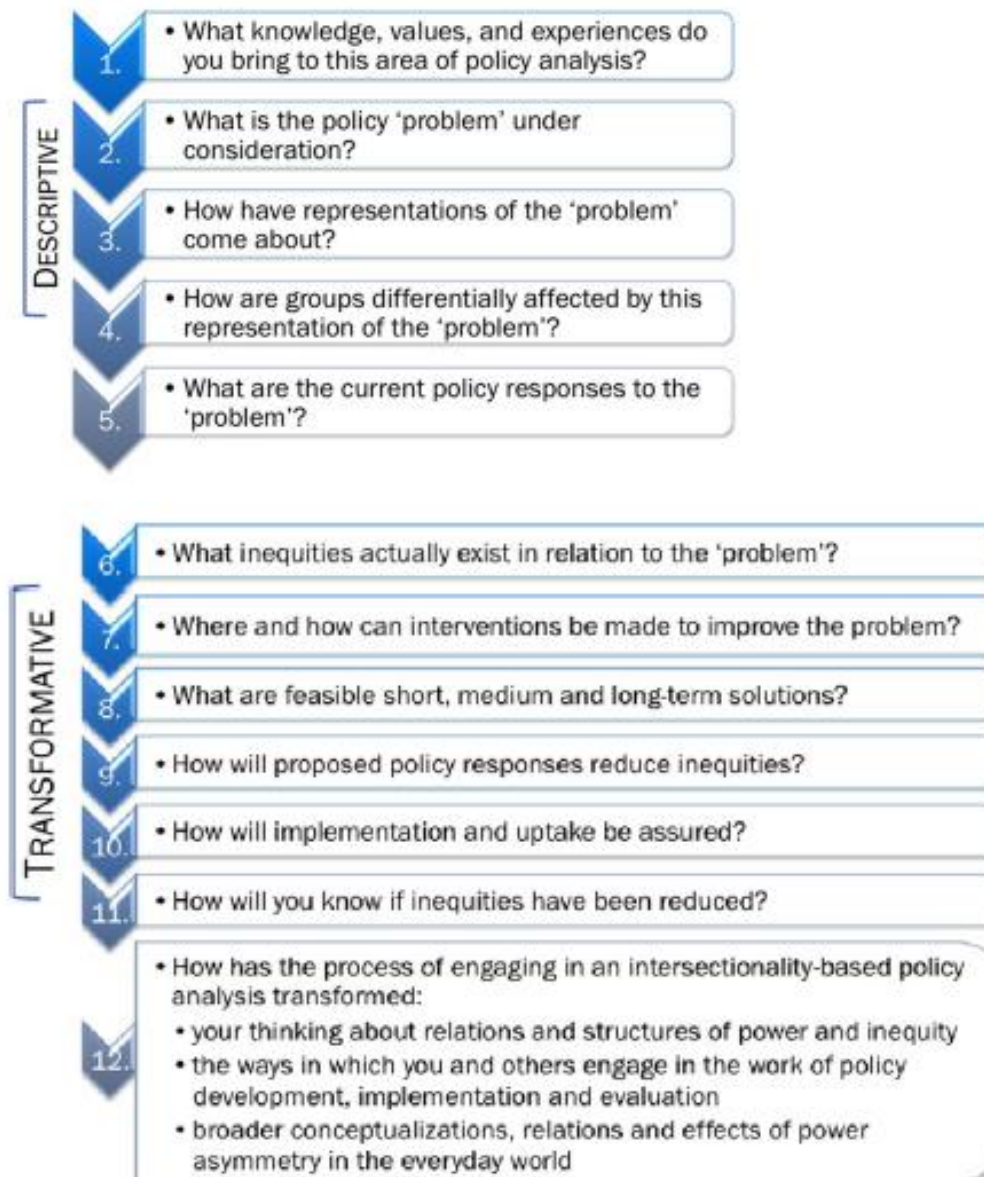 1.
• What knowledge, values, and experiences do
you bring to this area of policy analysis?
DESCRIPTIVE
2.
• What is the policy ‘problem’ under
consideration?
3.
• How have representations of the ‘problem’
come about?
4.
• How are groups differentially affected by this
representation of the ‘problem’?
5.
• What are the current policy responses to the
‘problem’?
TRANSFORMATIVE
6.
• What inequities actually exist in relation to the ‘problem’?
7.
• Where and how can interventions be made to improve the problem?
8.
• What are feasible short, medium and long-term solutions?
9.
• How will proposed policy responses reduce inequities?
10.
• How will implementation and uptake be assured?
11.
• How will you know if inequities have been reduced?
12.
• How has the process of engaging in an intersectionality-based policy
analysis transformed:
• your thinking about relations and structures of power and inequity
• the ways in which you and others engage in the work of policy
development, implementation and evaluation
• broader conceptualizations, relations and effects of power
asymmetry in the everyday world